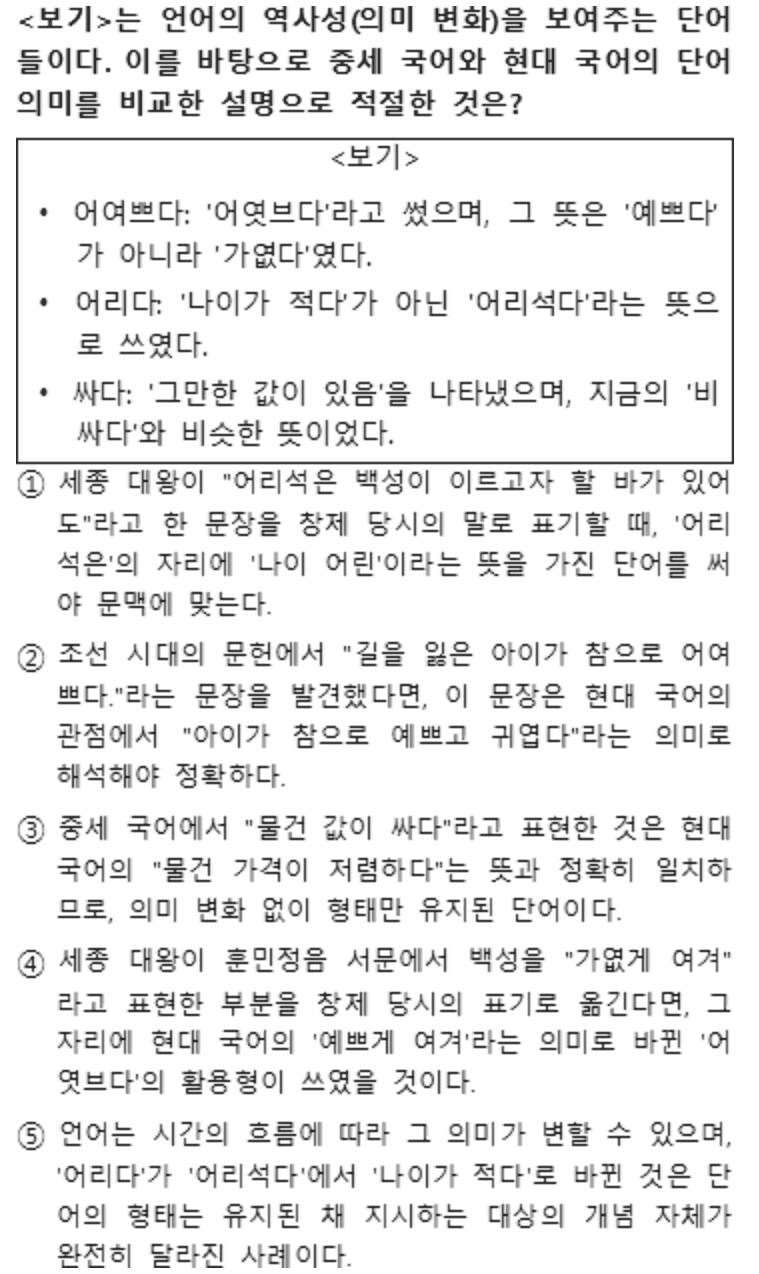 <보기>는 언어의 역사성(의미 변화)을 보여주는 단어
들이다. 이를 바탕으로 중세 국어와 현대 국어의 단어
의미를 비교한 설명으로 적절한 것은?
<보기>
• 어여쁘다: '어엿브다'라고 썼으며, 그 뜻은 '예쁘다'
가 아니라 '가엾다'였다.
• 어리다: '나이가 적다'가 아닌 '어리석다'라는 뜻으
로 쓰였다.
• 싸다: '그만한 값이 있음'을 나타냈으며, 지금의 '비
싸다'와 비슷한 뜻이었다.
① 세종 대왕이 "어리석은 백성이 이르고자 할 바가 있어
도"라고 한 문장을 창제 당시의 말로 표기할 때, '어리
석은'의 자리에 '나이 어린'이라는 뜻을 가진 단어를 써
야 문맥에 맞는다.
② 조선 시대의 문헌에서 "길을 잃은 아이가 참으로 어여
쁘다."라는 문장을 발견했다면, 이 문장은 현대 국어의
관점에서 "아이가 참으로 예쁘고 귀엽다"라는 의미로
해석해야 정확하다.
③ 중세 국어에서 "물건 값이 싸다"라고 표현한 것은 현대
국어의 "물건 가격이 저렴하다"는 뜻과 정확히 일치하
므로, 의미 변화 없이 형태만 유지된 단어이다.
④ 세종 대왕이 훈민정음 서문에서 백성을 "가엾게 여겨"
라고 표현한 부분을 창제 당시의 표기로 옮긴다면, 그
자리에 현대 국어의 '예쁘게 여겨'라는 의미로 바뀐 '어
엿브다'의 활용형이 쓰였을 것이다.
⑤ 언어는 시간의 흐름에 따라 그 의미가 변할 수 있으며,
'어리다'가 '어리석다'에서 '나이가 적다'로 바뀐 것은 단
어의 형태는 유지된 채 지시하는 대상의 개념 자체가
완전히 달라진 사례이다.